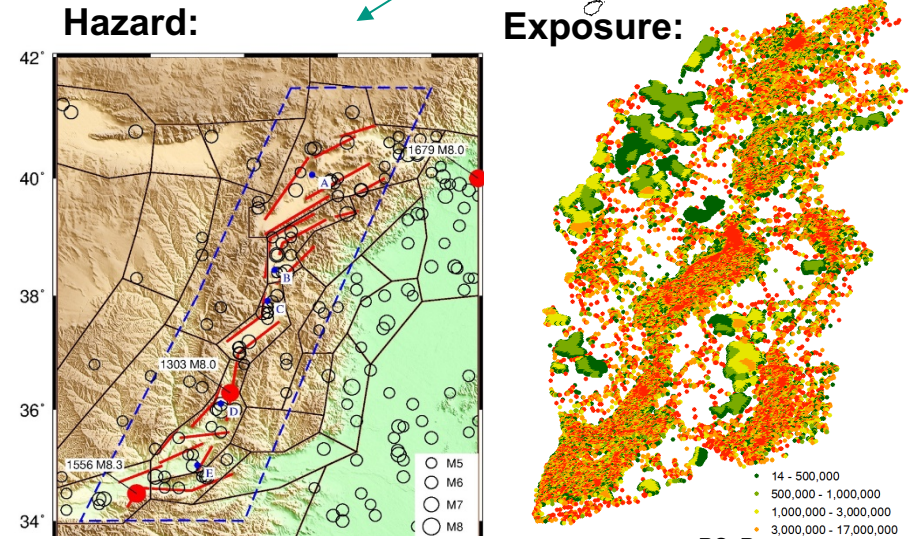 Hazard:
Exposure:
42°
40°
38°
36°
34°
1679 M8.0
A
B
C
1303 M8.0
D
1556 M8.3
E
M5
M6
M7
M8
14 - 500,000
500,000 - 1,000,000
1,000,000 - 3,000,000
3,000,000 - 17,000,000